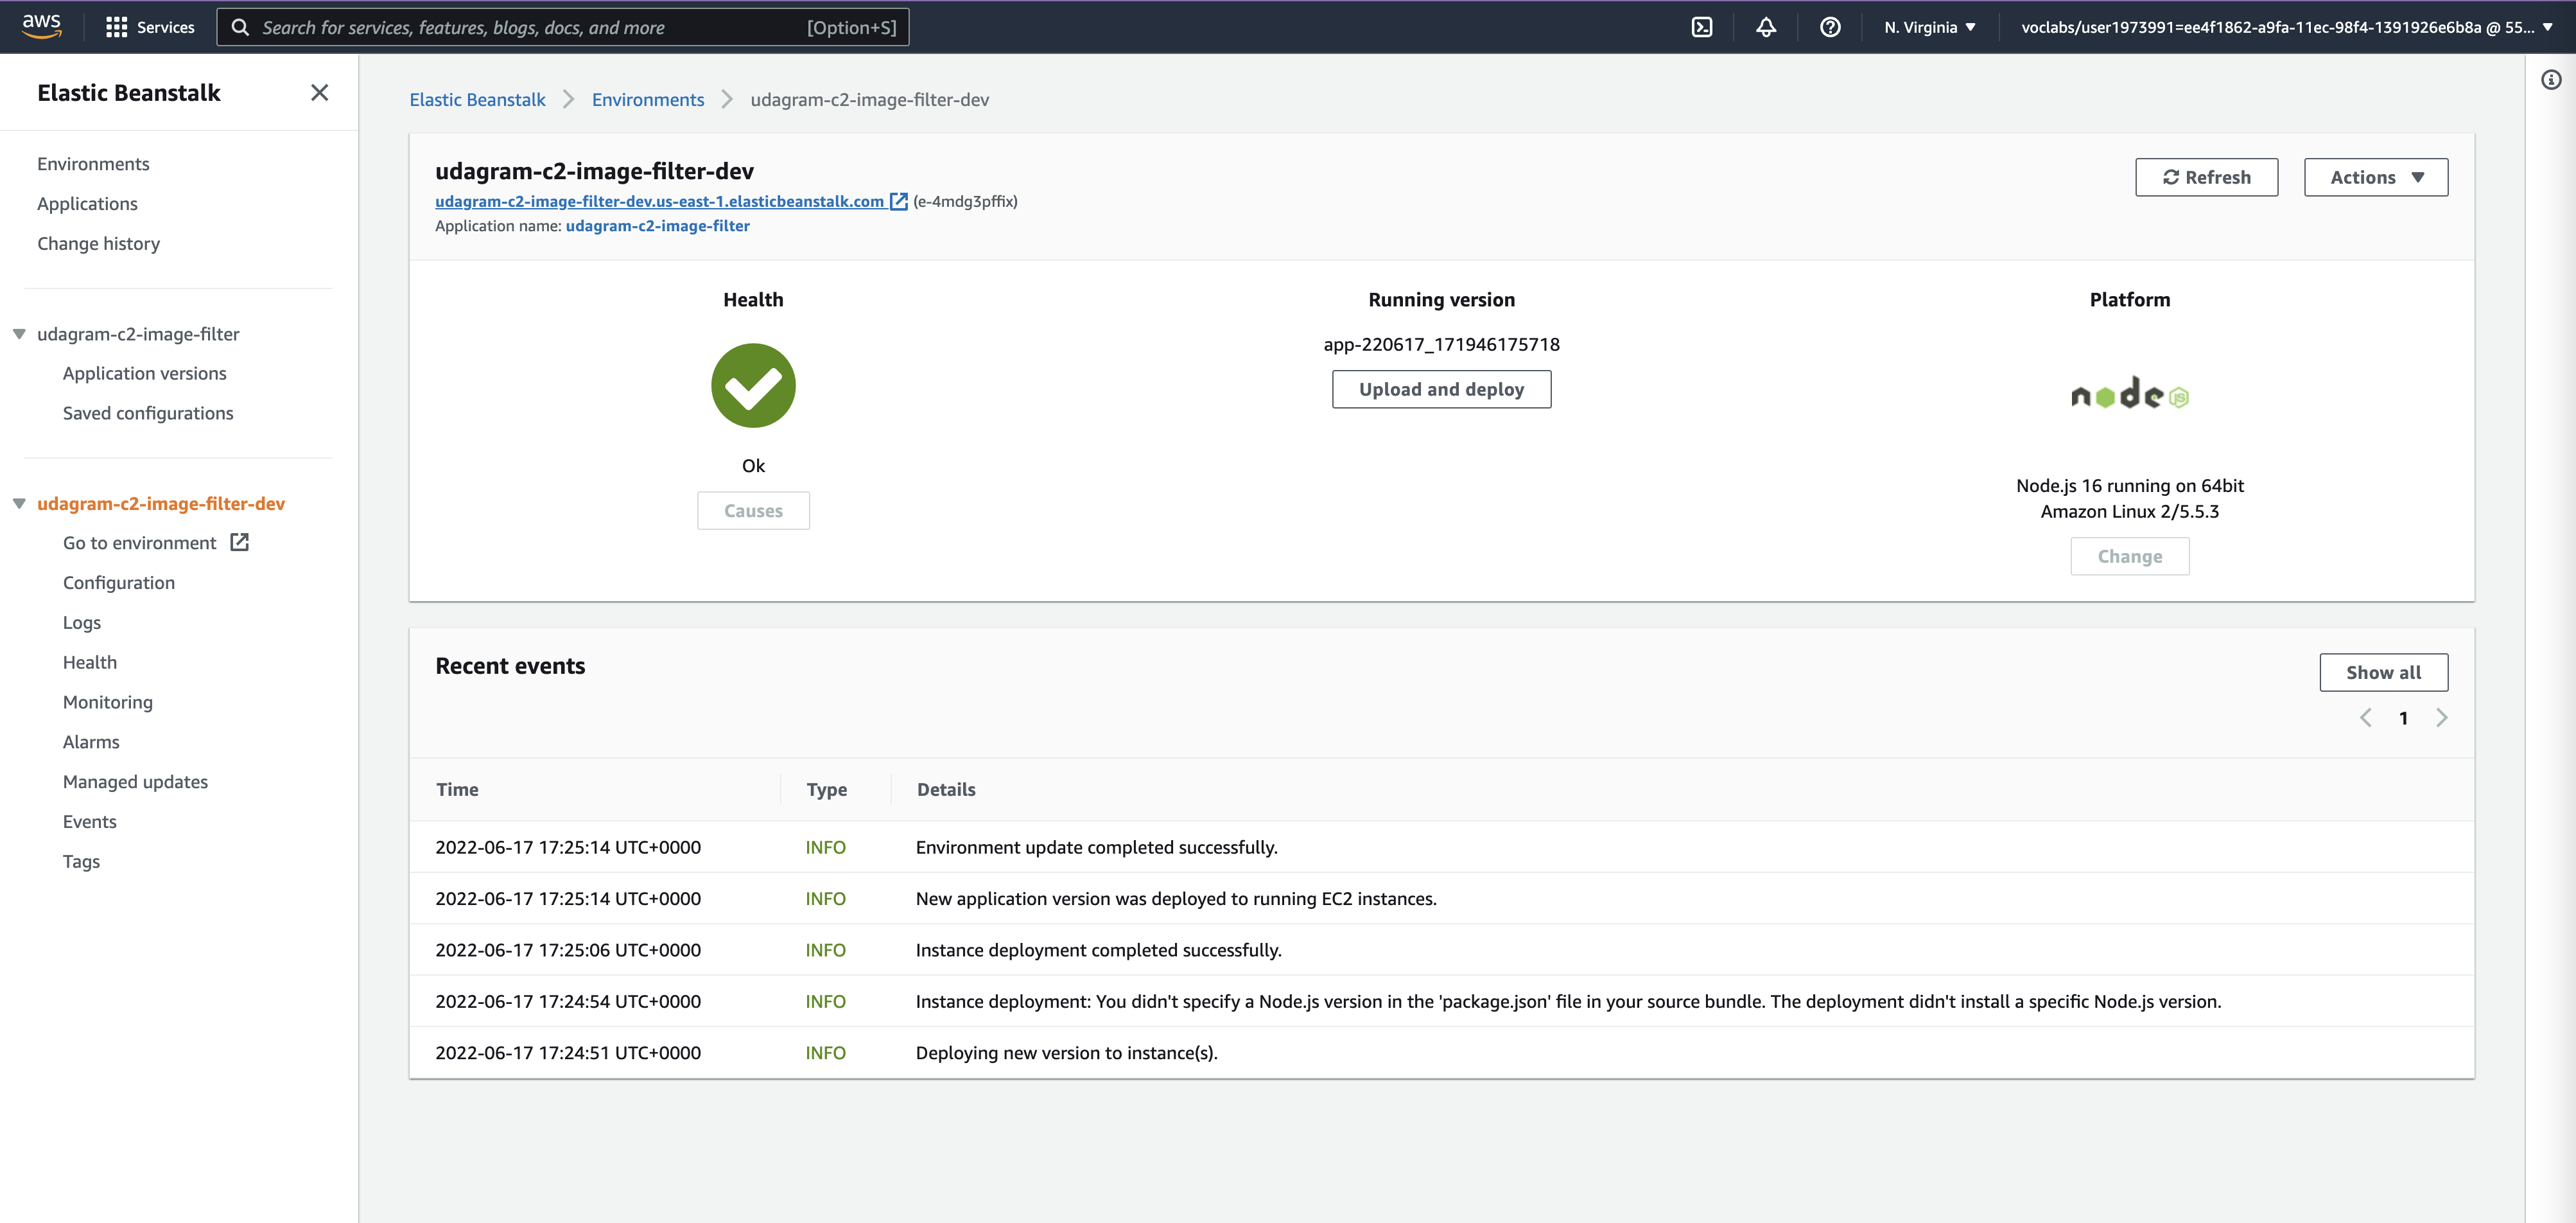 aws
Services
Search for services, features, blogs, docs, and more
[Option+S]
N. Virginia
voclabs/user1973991=ee4f1862-a9fa-11ec-98f4-1391926e6b8a @ 55...
Elastic Beanstalk
Environments
Applications
Change history
udagram-c2-image-filter
Application versions
Saved configurations
udagram-c2-image-filter-dev
Go to environment
Configuration
Logs
Health
Monitoring
Alarms
Managed updates
Events
Tags
Elastic Beanstalk
Environments
udagram-c2-image-filter-dev
udagram-c2-image-filter-dev
udagram-c2-image-filter-dev.us-east-1.elasticbeanstalk.com (e-4mdg3pffix)
Application name: udagram-c2-image-filter
Refresh
Actions
Health
Ok
Causes
Running version
app-220617_171946175718
Upload and deploy
Platform
node JS
Node.js 16 running on 64bit
Amazon Linux 2/5.5.3
Change
Recent events
Show all
1
Time Type Details
2022-06-17 17:25:14 UTC+0000 INFO Environment update completed successfully.
2022-06-17 17:25:14 UTC+0000 INFO New application version was deployed to running EC2 instances.
2022-06-17 17:25:06 UTC+0000 INFO Instance deployment completed successfully.
2022-06-17 17:24:54 UTC+0000 INFO Instance deployment: You didn't specify a Node.js version in the 'package.json' file in your source bundle. The deployment didn't install a specific Node.js version.
2022-06-17 17:24:51 UTC+0000 INFO Deploying new version to instance(s).